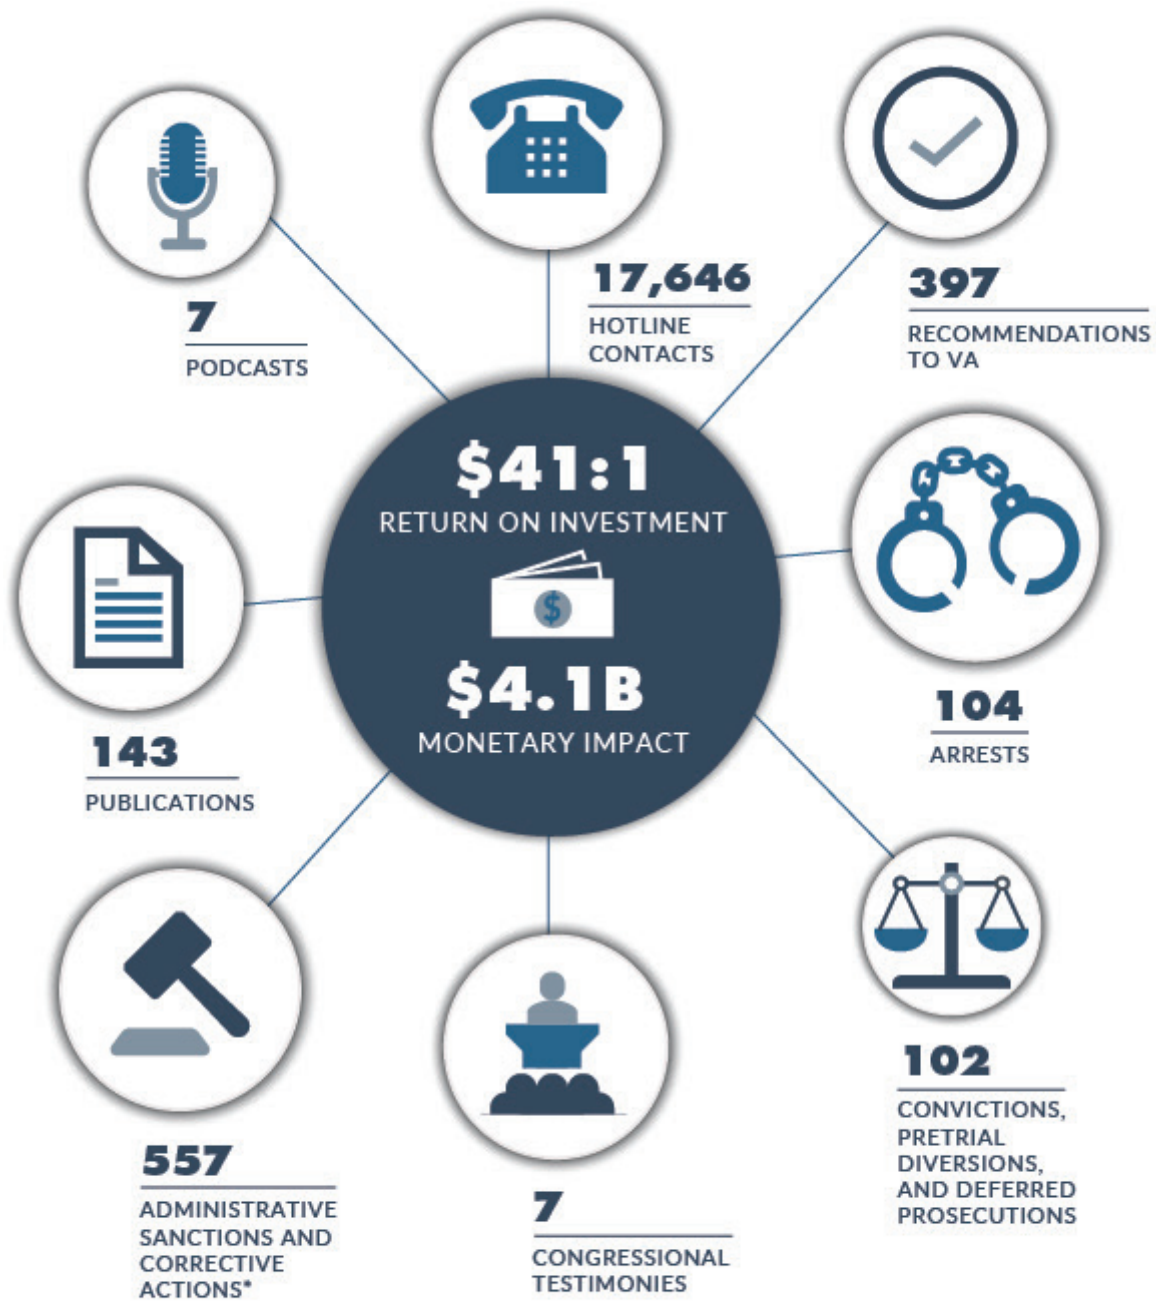 7
PODCASTS
17,646
HOTLINE
CONTACTS
397
RECOMMENDATIONS
TO VA
$41:1
RETURN ON INVESTMENT
$
$4.1B
MONETARY IMPACT
143
PUBLICATIONS
104
ARRESTS
557
ADMINISTRATIVE
SANCTIONS AND
CORRECTIVE
ACTIONS*
7
CONGRESSIONAL
TESTIMONIES
102
CONVICTIONS,
PRETRIAL
DIVERSIONS,
AND DEFERRED
PROSECUTIONS